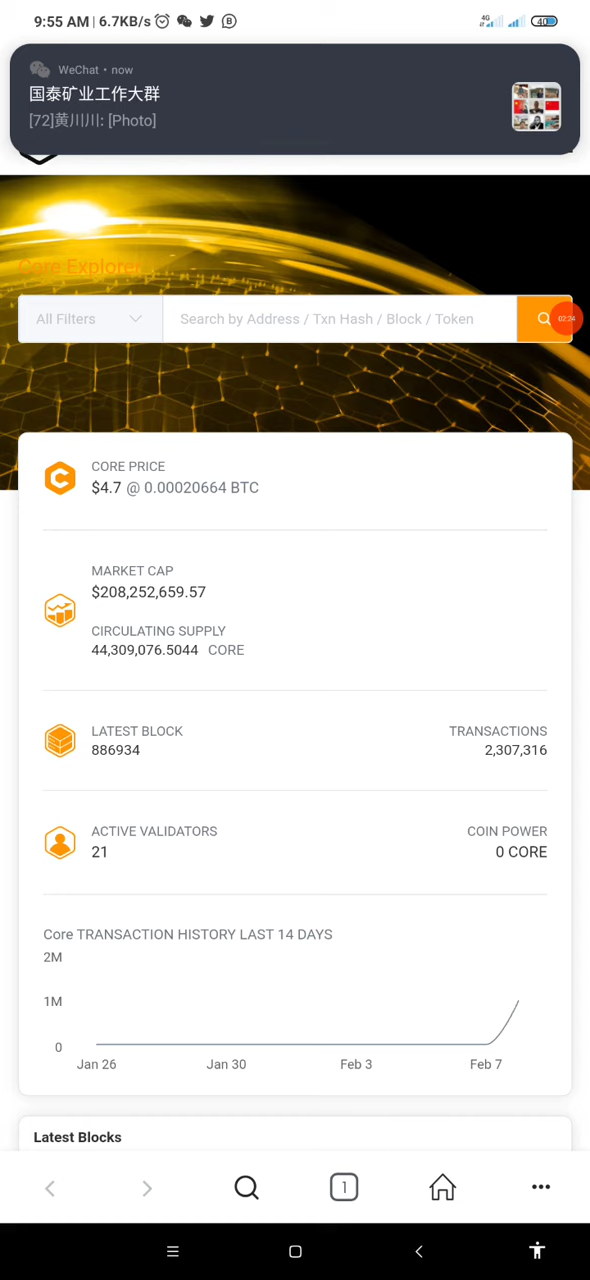 9:55 AM | 6.7KB/s
4G
40
WeChat • now
国泰矿业工作大群
[72]黄川川: [Photo]
Core Explorer
All Filters
Search by Address / Txn Hash / Block / Token
02:24
CORE PRICE
$4.7 @ 0.00020664 BTC
MARKET CAP
$208,252,659.57
CIRCULATING SUPPLY
44,309,076.5044 CORE
LATEST BLOCK
TRANSACTIONS
886934
2,307,316
ACTIVE VALIDATORS
COIN POWER
21
0 CORE
Core TRANSACTION HISTORY LAST 14 DAYS
2M
1M
0
Jan 26
Jan 30
Feb 3
Feb 7
Latest Blocks
1